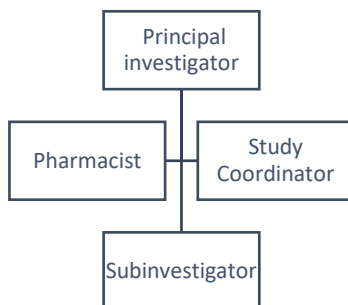 Principal
investigator
Pharmacist
Study
Coordinator
Subinvestigator